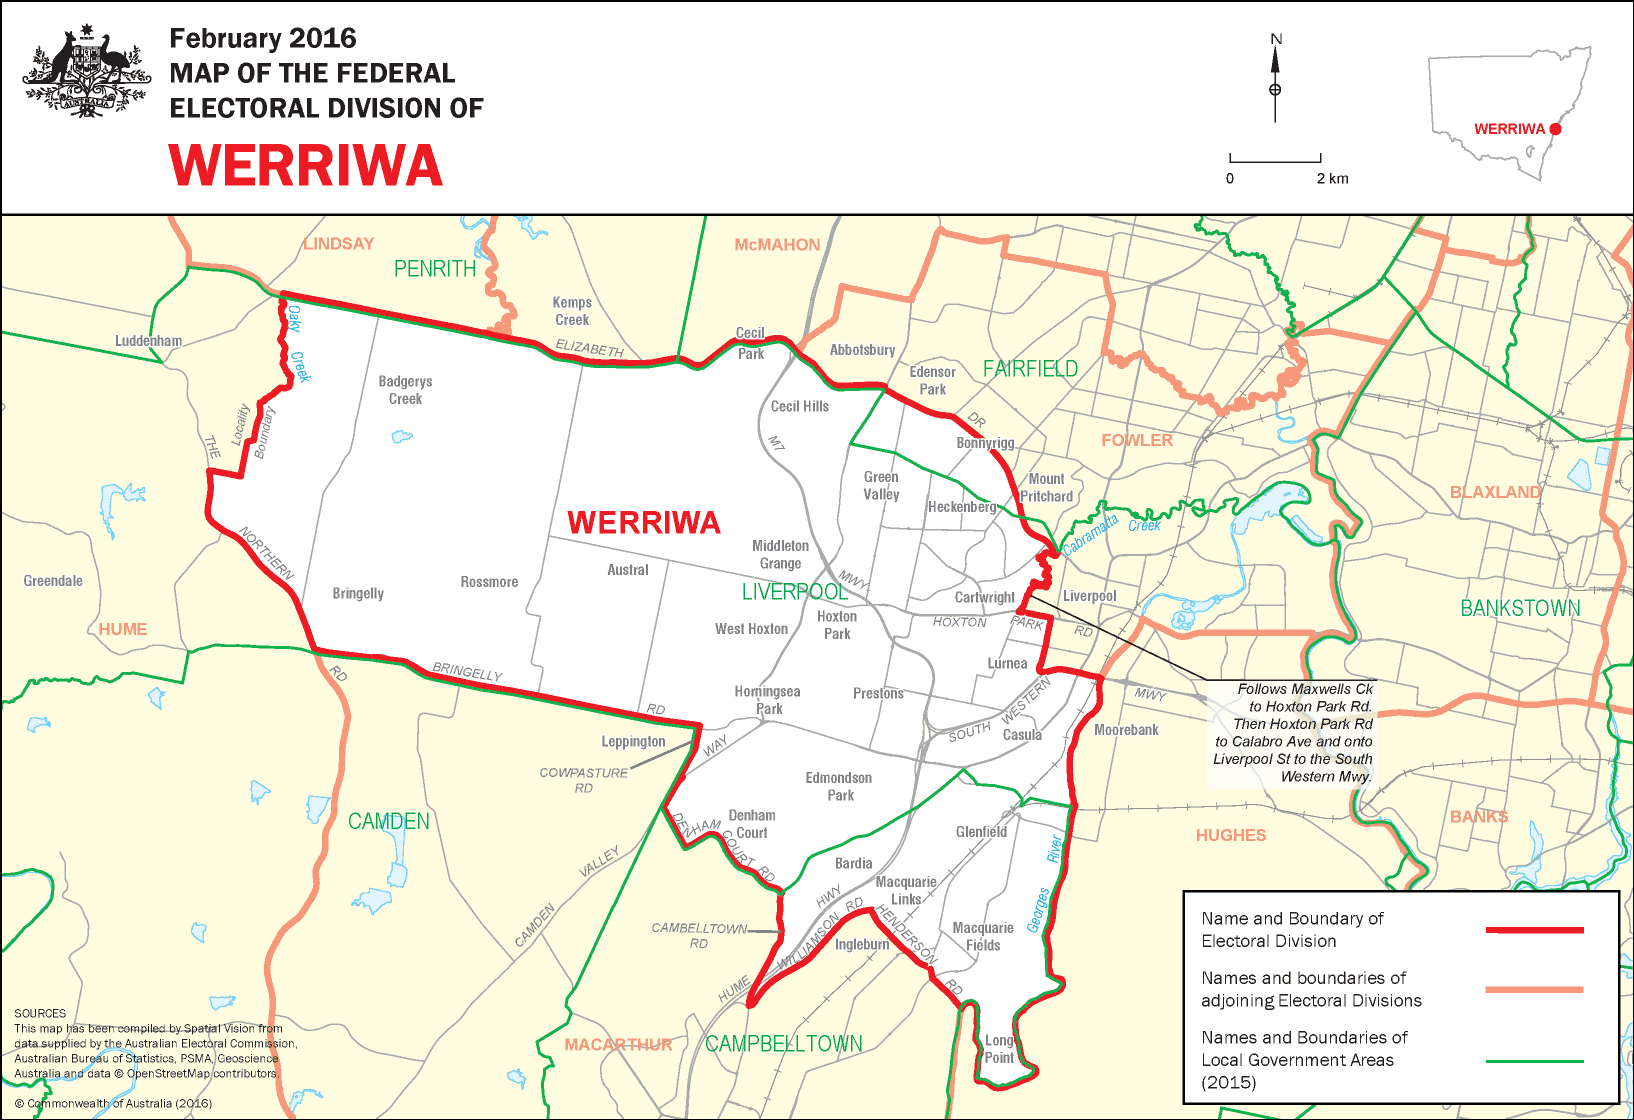 February 2016
MAP OF THE FEDERAL
ELECTORAL DIVISION OF
WERRIWA
AUSTRALIA
N
0 2 km
WERRIWA
LINDSAY
PENRITH
McMAHON
Kemps
Creek
Luddenham
Oaky
Creek
ELIZABETH
Cecil
Park
Abbotsbury
Edensor
Park
FAIRFIELD
Badgerys
Creek
Cecil Hills
DR
Locality
Boundary
THE
M7
Bonnyrigg
FOWLER
Green
Valley
Mount
Pritchard
BLAXLAND
Heckenberg
WERRIWA
Cabramatta
Creek
NORTHERN
Middleton
Grange
MWY
Greendale
Bringelly
Rossmore
Austral
LIVERPOOL
Cartwright
Liverpool
BANKSTOWN
HUME
West Hoxton
Hoxton
Park
HOXTON
PARK
RD
Lurnea
RD
BRINGELLY
RD
Horningsea
Park
Prestons
SOUTH
WESTERN
MWY
Casula
Moorebank
Follows Maxwells Ck
to Hoxton Park Rd.
Then Hoxton Park Rd
to Calabro Ave and onto
Liverpool St to the South
Western Mwy.
Leppington
COWPASTURE
RD
WAY
Edmondson
Park
CAMDEN
Denham
Court
DENHAM
COURT
RD
Glenfield
HUGHES
BANKS
VALLEY
CAMDEN
Bardia
Macquarie
Links
Georges
River
HWY
RD
WILLIAMSON
HENDERSON
RD
CAMBELLTOWN
RD
Ingleburn
Macquarie
Fields
HUME
MACARTHUR
CAMPBELLTOWN
Long
Point
Name and Boundary of
Electoral Division
Names and boundaries of
adjoining Electoral Divisions
Names and Boundaries of
Local Government Areas
(2015)
SOURCES
This map has been compiled by Spatial Vision from
data supplied by the Australian Electoral Commission,
Australian Bureau of Statistics, PSMA, Geoscience
Australia and data © OpenStreetMap contributors.
© Commonwealth of Australia (2016)